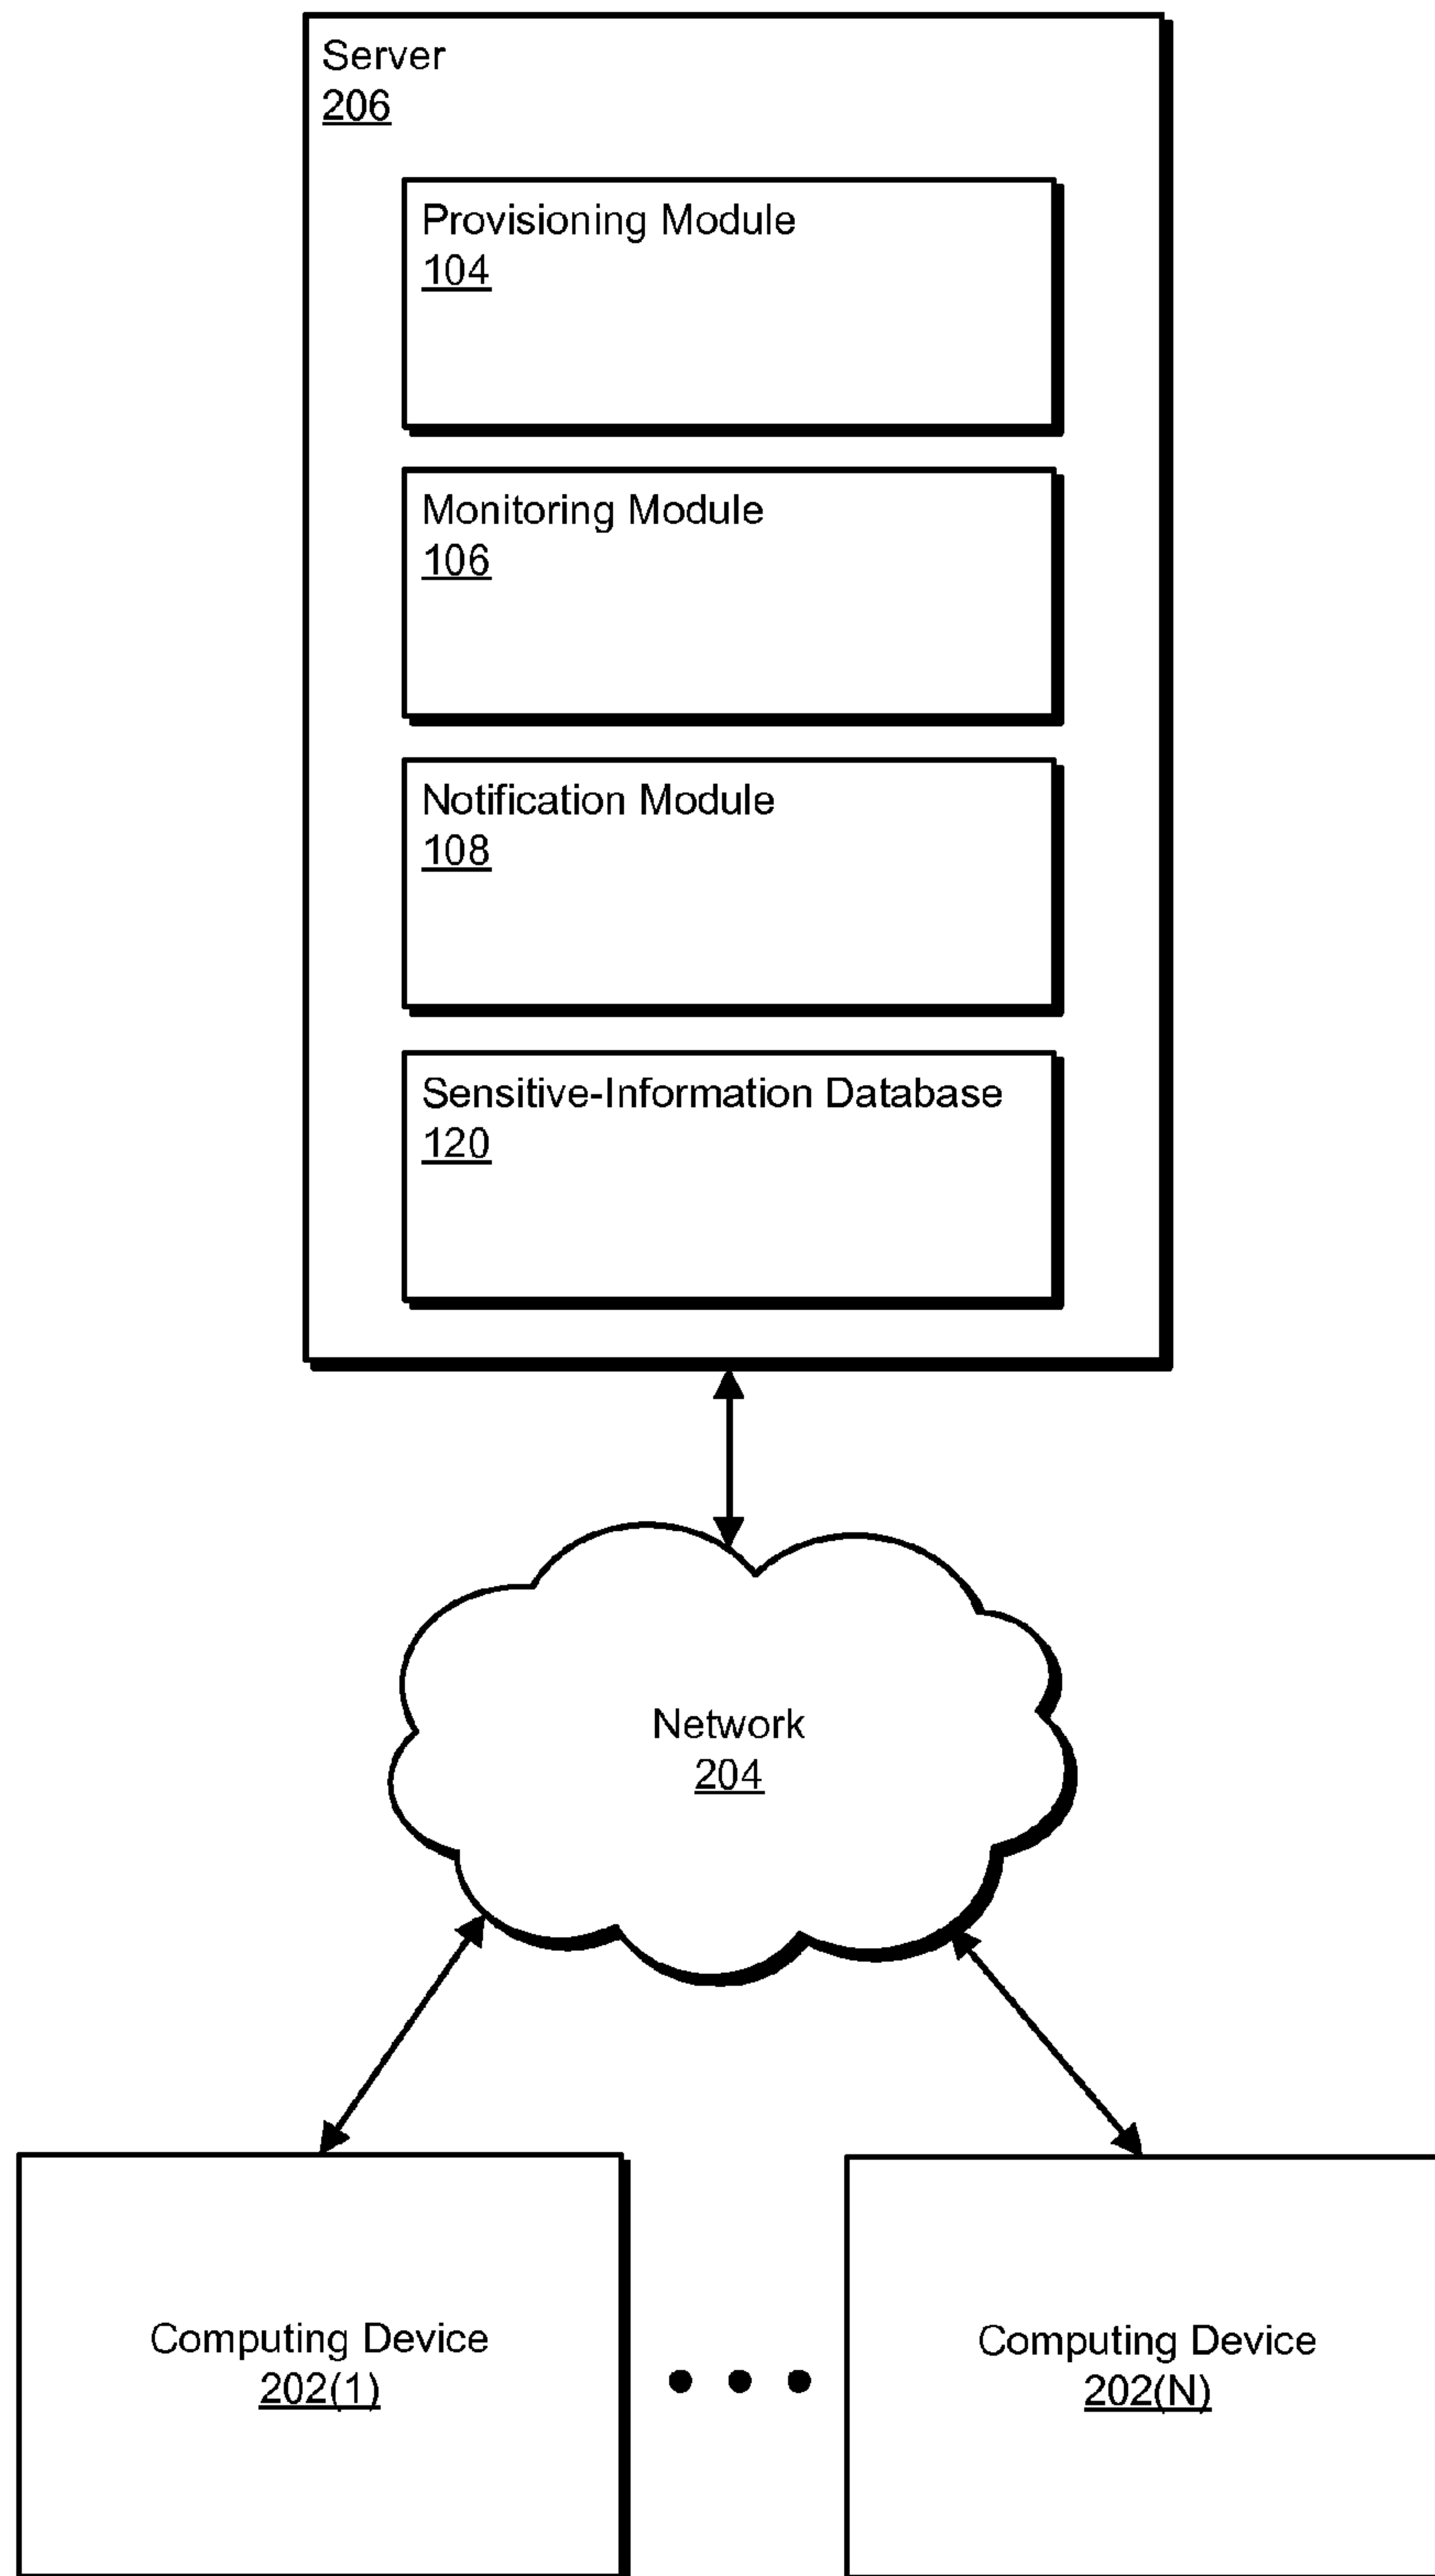 Server
206
Provisioning Module
104
Monitoring Module
106
Notification Module
108
Sensitive-Information Database
120
Network
204
Computing Device
202(1)
Computing Device
202(N)